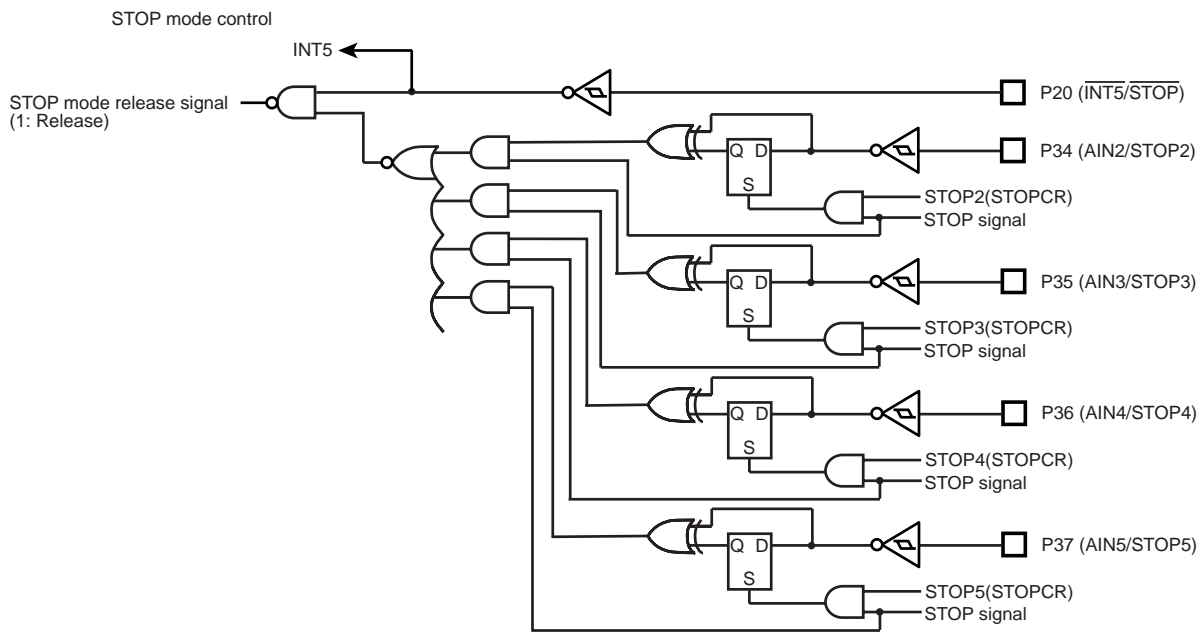 STOP mode control
INT5
STOP mode release signal
(1: Release)
P20 (INT5/STOP)
P34 (AIN2/STOP2)
Q D
S
STOP2(STOPCR)
STOP signal
P35 (AIN3/STOP3)
Q D
S
STOP3(STOPCR)
STOP signal
P36 (AIN4/STOP4)
Q D
S
STOP4(STOPCR)
STOP signal
P37 (AIN5/STOP5)
Q D
S
STOP5(STOPCR)
STOP signal